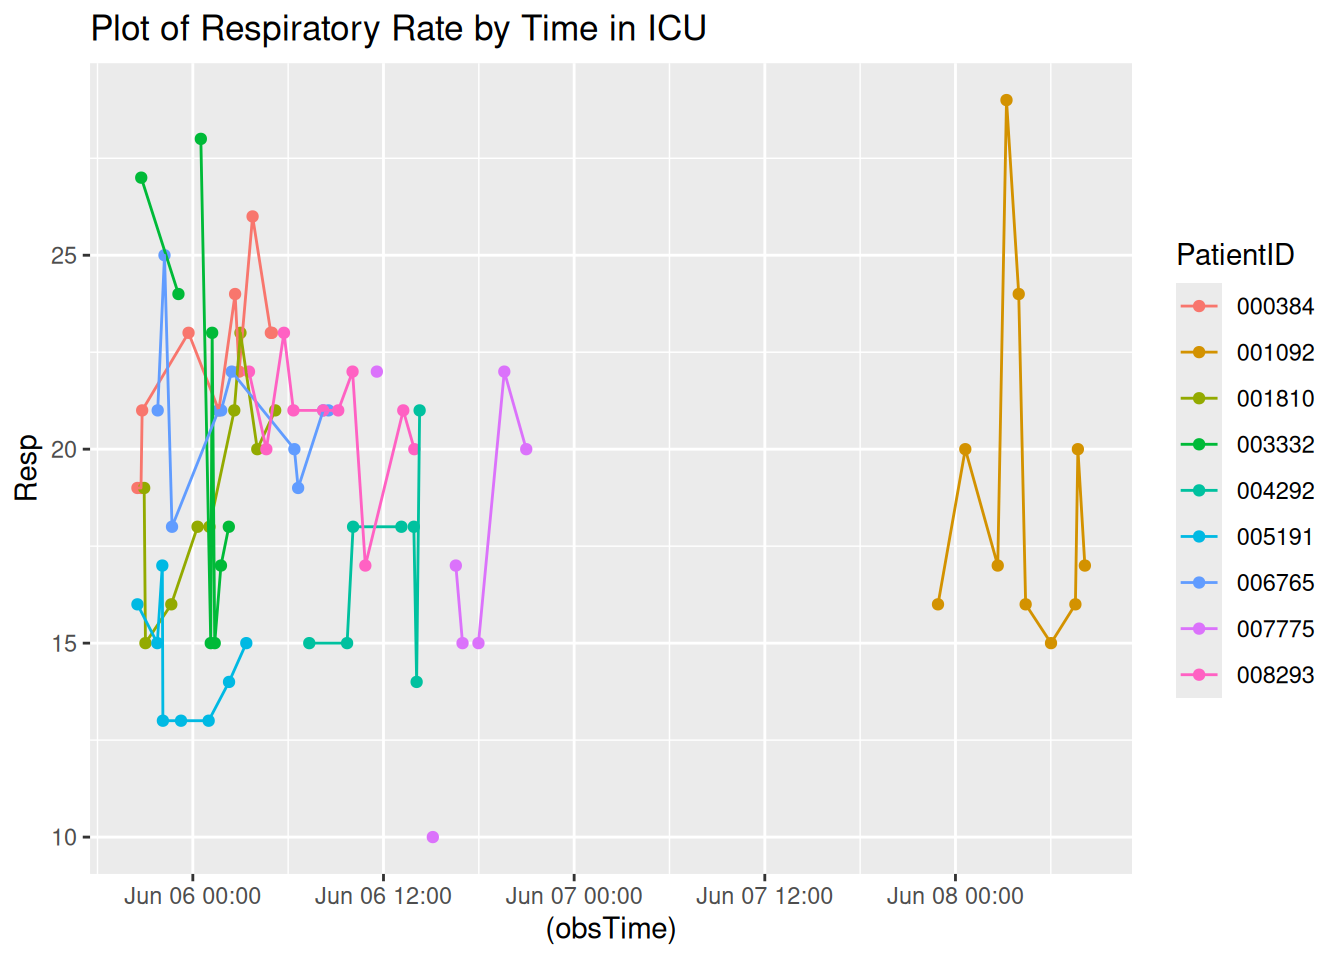 Plot of Respiratory Rate by Time in ICU
Resp
25
20
15
10
Jun 06 00:00
Jun 06 12:00
Jun 07 00:00
Jun 07 12:00
Jun 08 00:00
(obsTime)
PatientID
000384
001092
001810
003332
004292
005191
006765
007775
008293